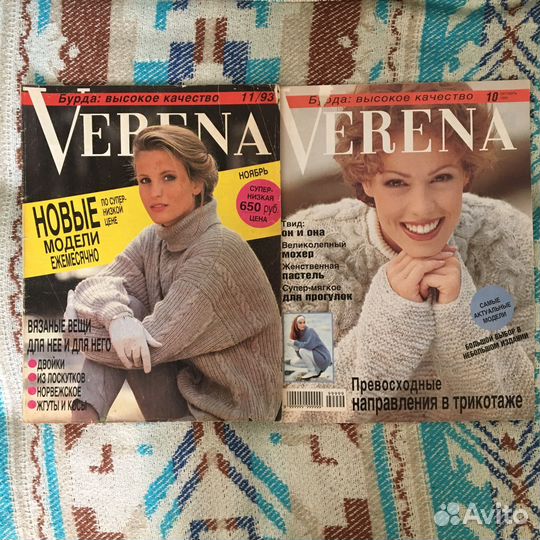 Бурда: высокое качество 11/93
VERENA
НОЯБРЬ
НОВЫЕ
МОДЕЛИ
ЕЖЕМЕСЯЧНО
ПО СУПЕР-
НИЗКОЙ
ЦЕНЕ
СУПЕР-
НИЗКАЯ
650 руб.
ЦЕНА
ВЯЗАНЫЕ ВЕЩИ
ДЛЯ НЕЕ И ДЛЯ НЕГО
ДВОЙКИ
ИЗ ЛОСКУТКОВ
НОРВЕЖСКОЕ
ЖГУТЫ И КОСЫ
Бурда: высокое качество 10
VERENA
Твид:
он и она
Великолепный
мохер
Женственная
пастель
Супер-мягкое
для прогулок
САМЫЕ
АКТУАЛЬНЫЕ
МОДЕЛИ
БОЛЬШОЙ ВЫБОР В
НЕБОЛЬШОМ ИЗДАНИИ
Превосходные
направления в трикотаже
Avito